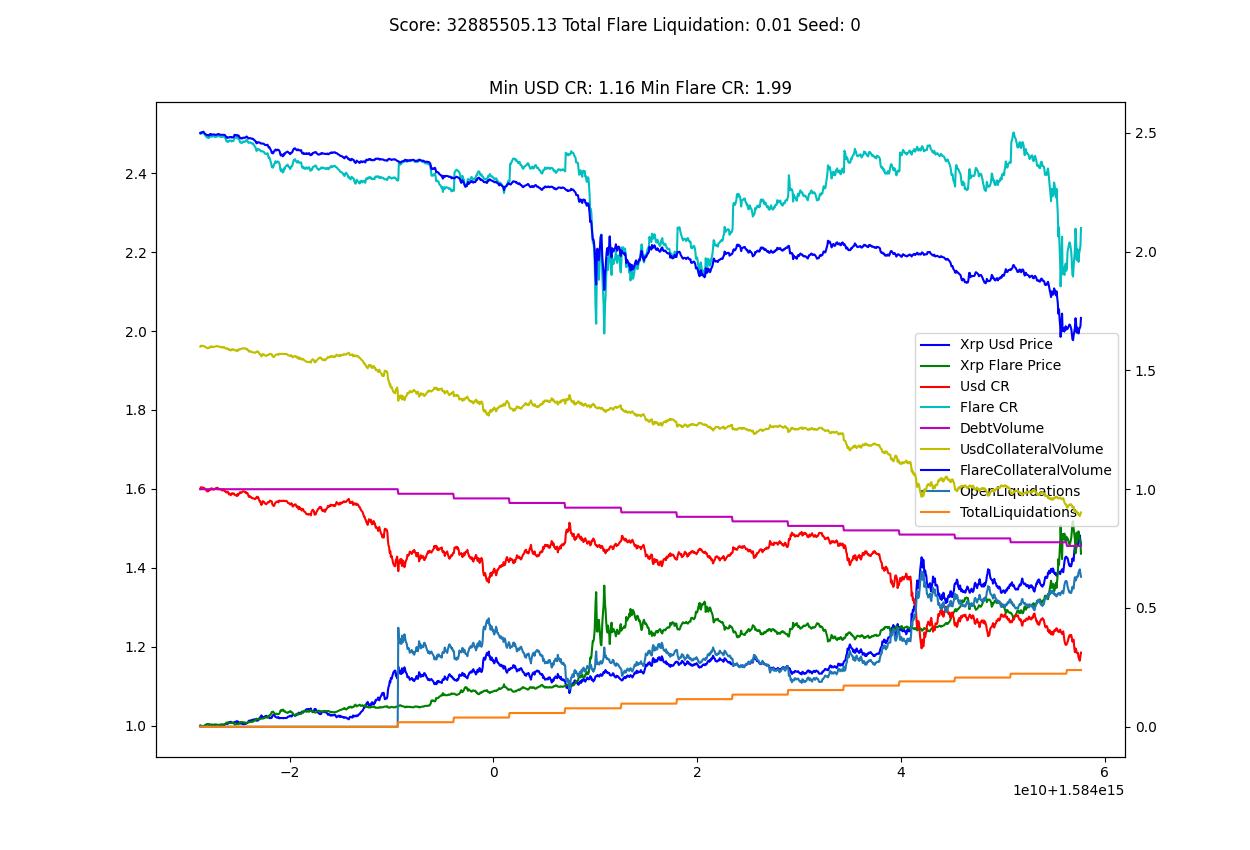 Score: 32885505.13 Total Flare Liquidation: 0.01 Seed: 0
Min USD CR: 1.16 Min Flare CR: 1.99
2.4
2.2
2.0
1.8
1.6
1.4
1.2
1.0
2.5
2.0
1.5
1.0
0.5
0.0
Xrp Usd Price
Xrp Flare Price
Usd CR
Flare CR
DebtVolume
UsdCollateralVolume
FlareCollateralVolume
OpenLiquidations
TotalLiquidations
−2
0
2
4
6
1e10+1.584e15